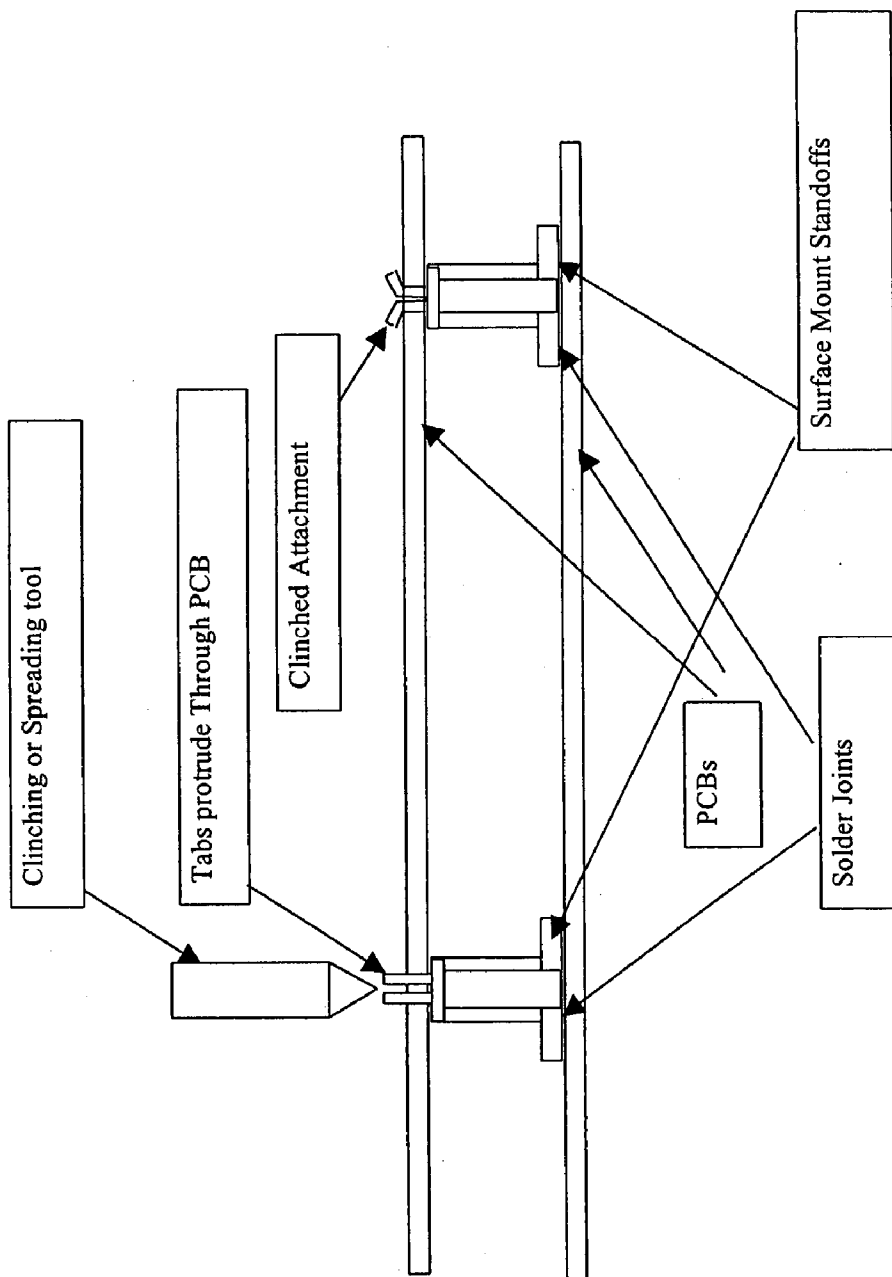 Clinching or Spreading tool
Tabs protrude Through PCB
Clinched Attachment
PCBs
Solder Joints
Surface Mount Standoffs